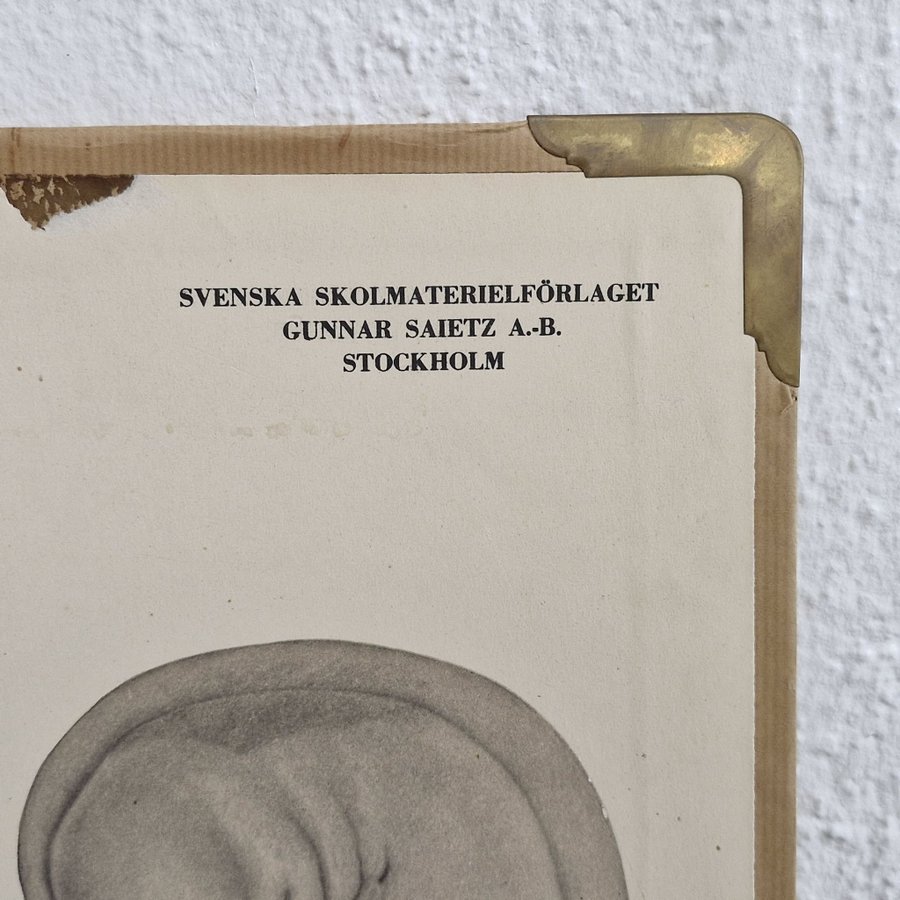 SVENSKA SKOLMATERIELFÖRLAGET
GUNNAR SAIETZ A.-B.
STOCKHOLM